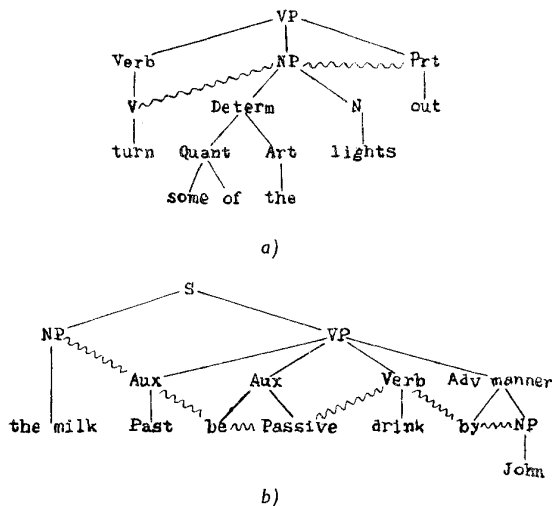 VP
Verb NP Prt
V Determ N out
turn Quant Art lights
some of the
a)
S
NP VP
Aux Aux Verb Adv manner
the milk Past be Passive drink by NP
John
b)